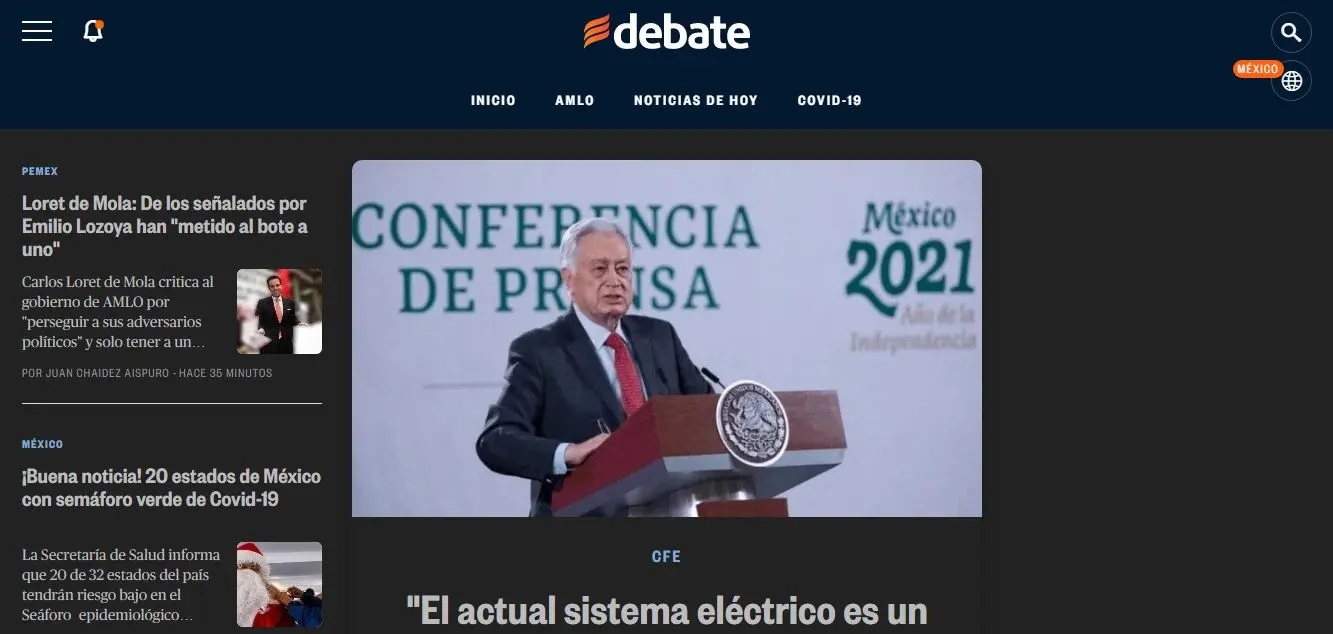 debate
MÉXICO
INICIO
AMLO
NOTICIAS DE HOY
COVID-19
PEMEX
Loret de Mola: De los señalados por
Emilio Lozoya han "metido al bote a
uno"
Carlos Loret de Mola critica al
gobierno de AMLO por
"perseguir a sus adversarios
políticos" y solo tener a un...
POR JUAN CHAIDEZ AISPURO - HACE 35 MINUTOS
MÉXICO
¡Buena noticia! 20 estados de México
con semáforo verde de Covid-19
La Secretaría de Salud informa
que 20 de 32 estados del país
tendrán riesgo bajo en el
Seáforo epidemiológico...
CONFERENCIA
DE PRENSA
México
2021
Año de la
Independencia
ESTADOS UNIDOS MEXICANOS
CFE
"El actual sistema eléctrico es un